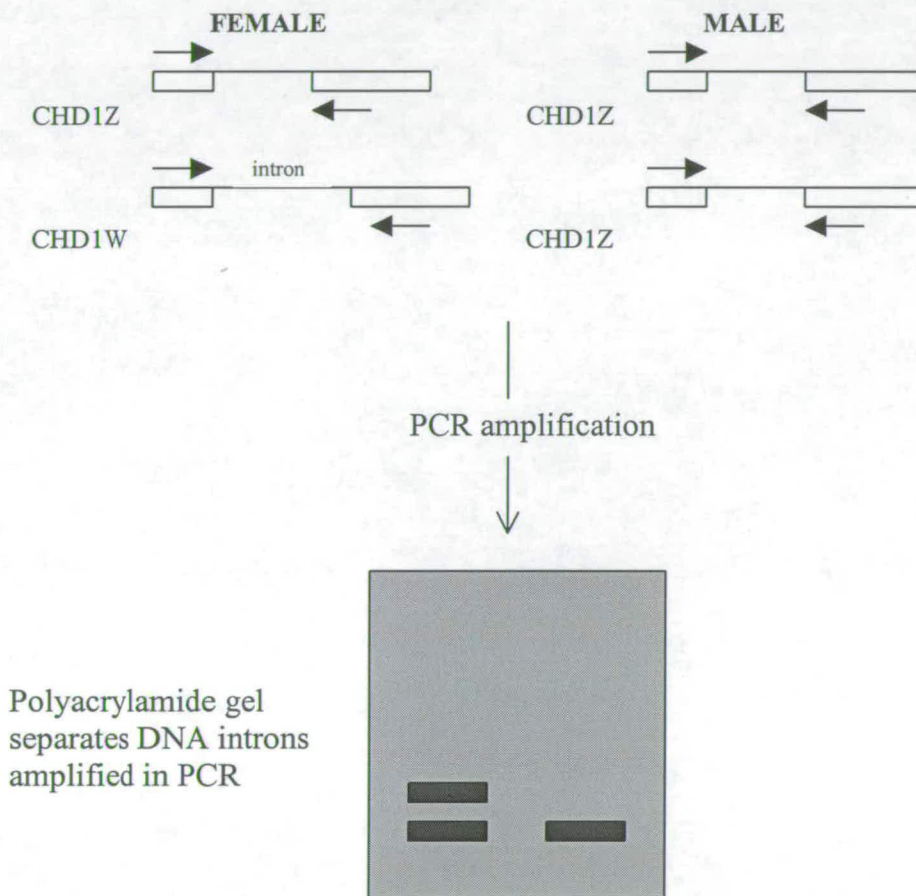 FEMALE
MALE
CHD1Z
CHD1Z
intron
CHD1W
CHD1Z
PCR amplification
Polyacrylamide gel
separates DNA introns
amplified in PCR